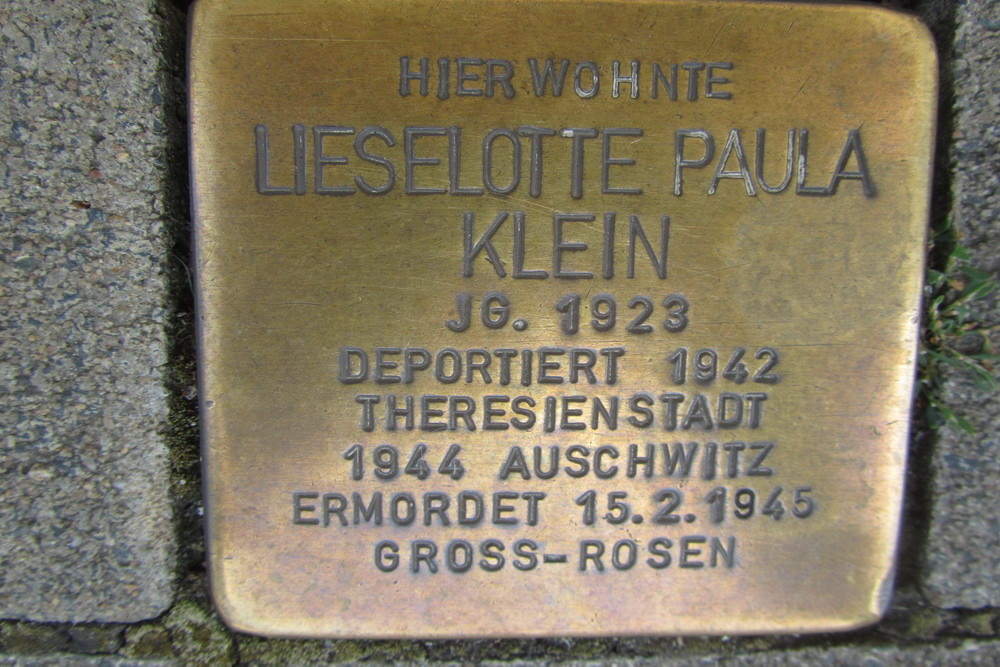 HIER WOHNTE
LIESELOTTE PAULA
KLEIN
JG. 1923
DEPORTIERT 1942
THERESIENSTADT
1944 AUSCHWITZ
ERMORDET 15.2.1945
GROSS-ROSEN